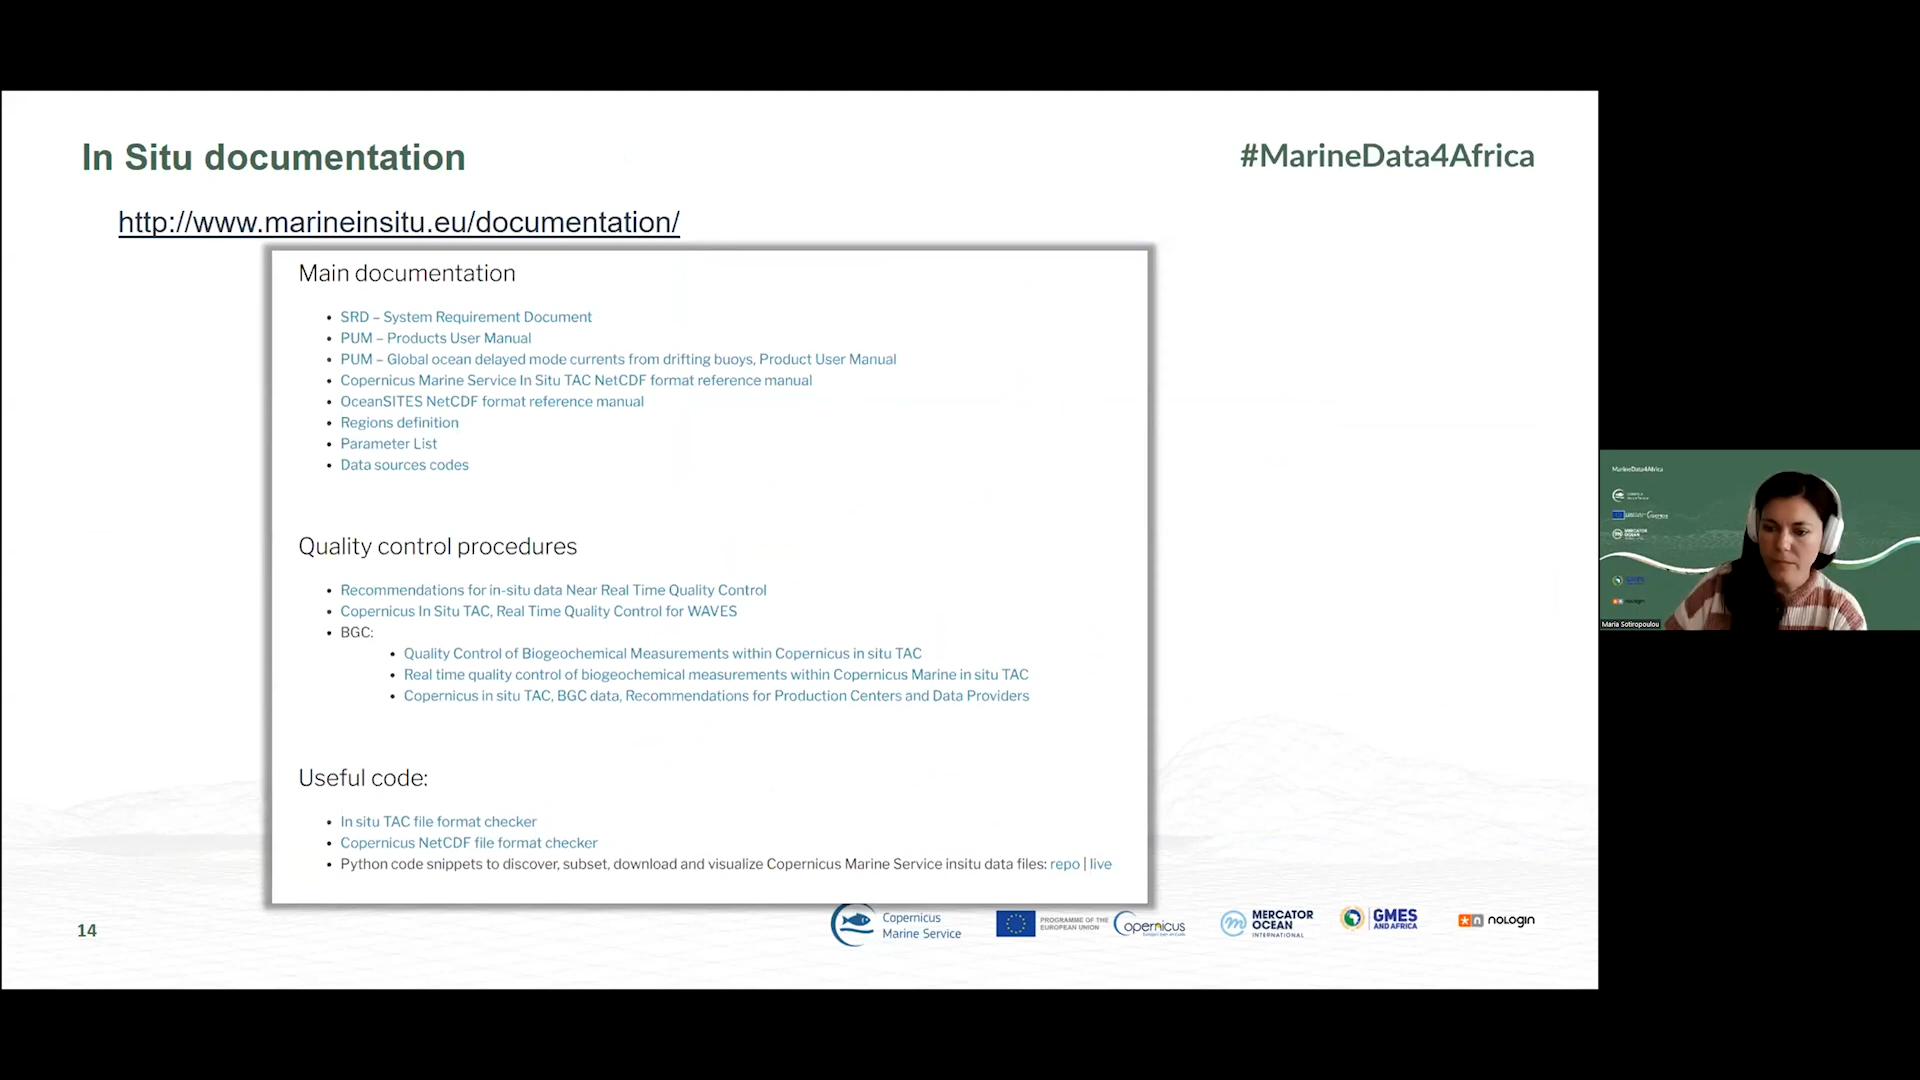 In Situ documentation
#MarineData4Africa
http://www.marineinsitu.eu/documentation/
Main documentation
• SRD – System Requirement Document
• PUM – Products User Manual
• PUM – Global ocean delayed mode currents from drifting buoys, Product User Manual
• Copernicus Marine Service In Situ TAC NetCDF format reference manual
• OceanSITES NetCDF format reference manual
• Regions definition
• Parameter List
• Data sources codes
Quality control procedures
• Recommendations for in-situ data Near Real Time Quality Control
• Copernicus In Situ TAC, Real Time Quality Control for WAVES
• BGC:
• Quality Control of Biogeochemical Measurements within Copernicus in situ TAC
• Real time quality control of biogeochemical measurements within Copernicus Marine in situ TAC
• Copernicus in situ TAC, BGC data, Recommendations for Production Centers and Data Providers
Useful code:
• In situ TAC file format checker
• Copernicus NetCDF file format checker
• Python code snippets to discover, subset, download and visualize Copernicus Marine Service insitu data files: repo | live
14
Copernicus
Marine Service
PROGRAMME OF THE
EUROPEAN UNION
opernicus
MERCATOR
OCEAN
INTERNATIONAL
GMES
AND AFRICA
nologin
MarineData4Africa
MERCATOR
OCEAN
GMES
nologin
Maria Sotiropoulou